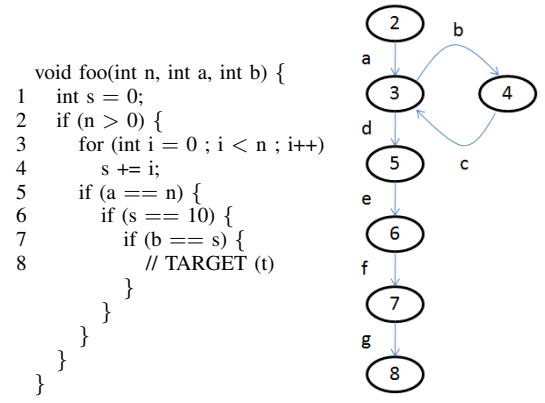 void foo(int n, int a, int b) {
1 int s = 0;
2 if (n > 0) {
3 for (int i = 0 ; i < n ; i++)
4 s += i;
5 if (a == n) {
6 if (s == 10) {
7 if (b == s) {
8 // TARGET (t)
}
}
}
}
}
2
a
b
3
4
d
c
5
e
6
f
7
g
8